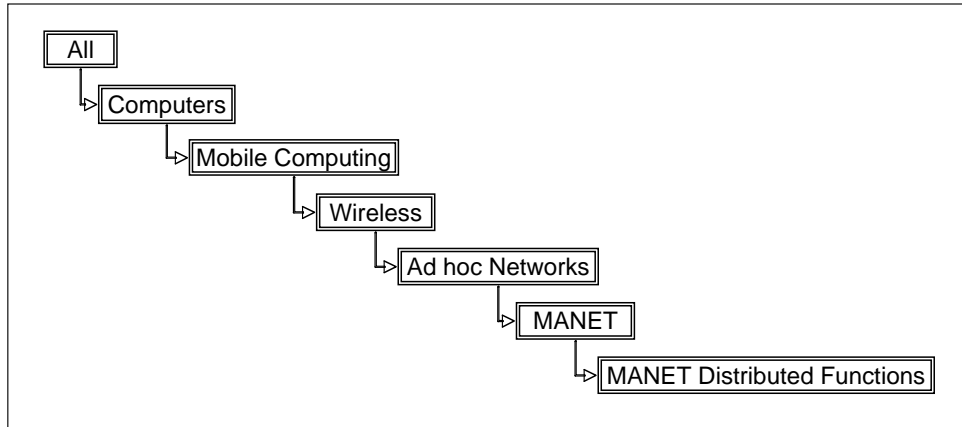 All
Computers
Mobile Computing
Wireless
Ad hoc Networks
MANET
MANET Distributed Functions